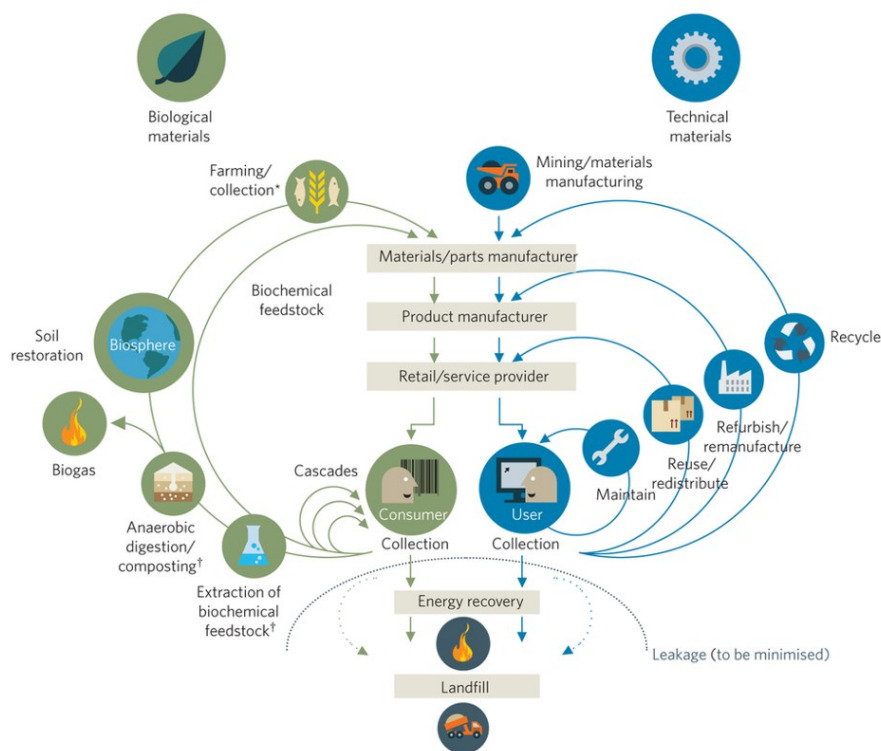 Biological
materials
Technical
materials
Farming/
collection*
Mining/materials
manufacturing
Materials/parts manufacturer
Biochemical
feedstock
Product manufacturer
Soil
restoration
Biosphere
Recycle
Retail/service provider
Refurbish/
remanufacture
Biogas
Cascades
Reuse/
redistribute
Maintain
Consumer
User
Anaerobic
digestion/
composting†
Collection
Collection
Extraction of
biochemical
feedstock†
Energy recovery
Leakage (to be minimised)
Landfill